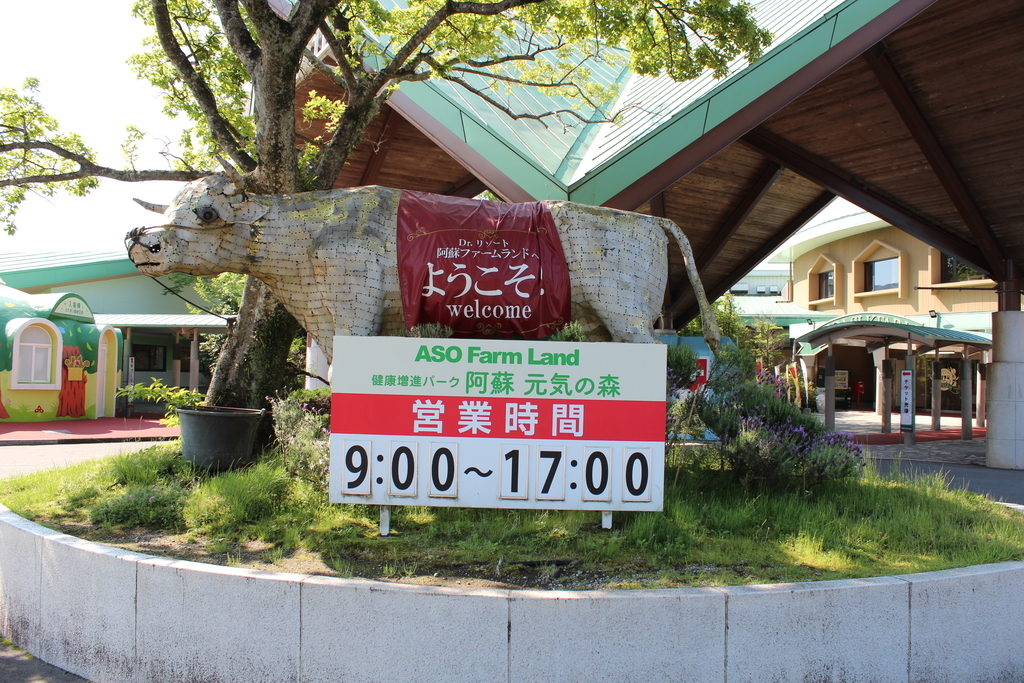 Dr. リゾート
阿蘇ファームランドへ
ようこそ!
welcome
ASO Farm Land
健康増進パーク 阿蘇 元気の森
営業時間
9:00～17:00